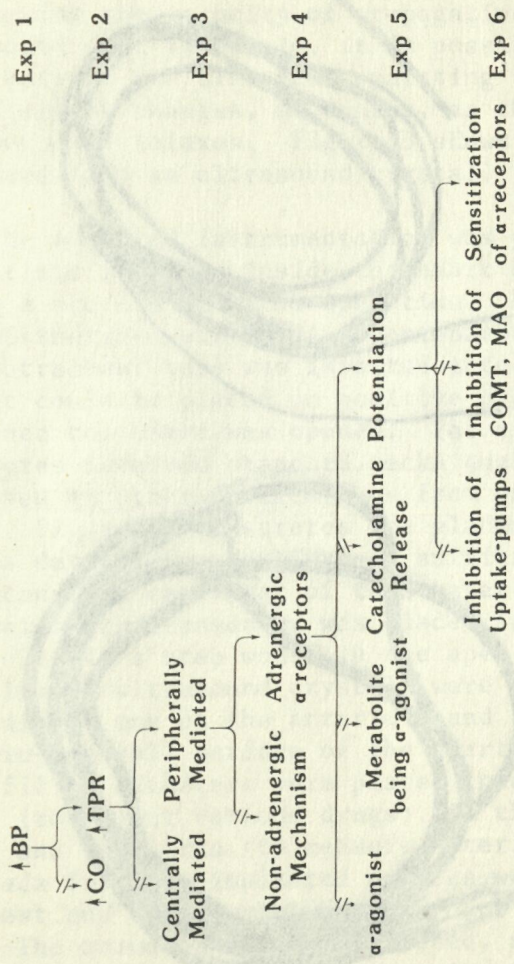 ↑BP
Exp 1
↑CO ↑TPR
Exp 2
Centrally Peripherally
Mediated Mediated
Exp 3
Non-adrenergic Adrenergic
Mechanism α-receptors
Exp 4
α-agonist Metabolite Catecholamine Potentiation
being α-agonist Release
Exp 5
Inhibition of Inhibition of Sensitization
Uptake-pumps COMT, MAO of α-receptors
Exp 6